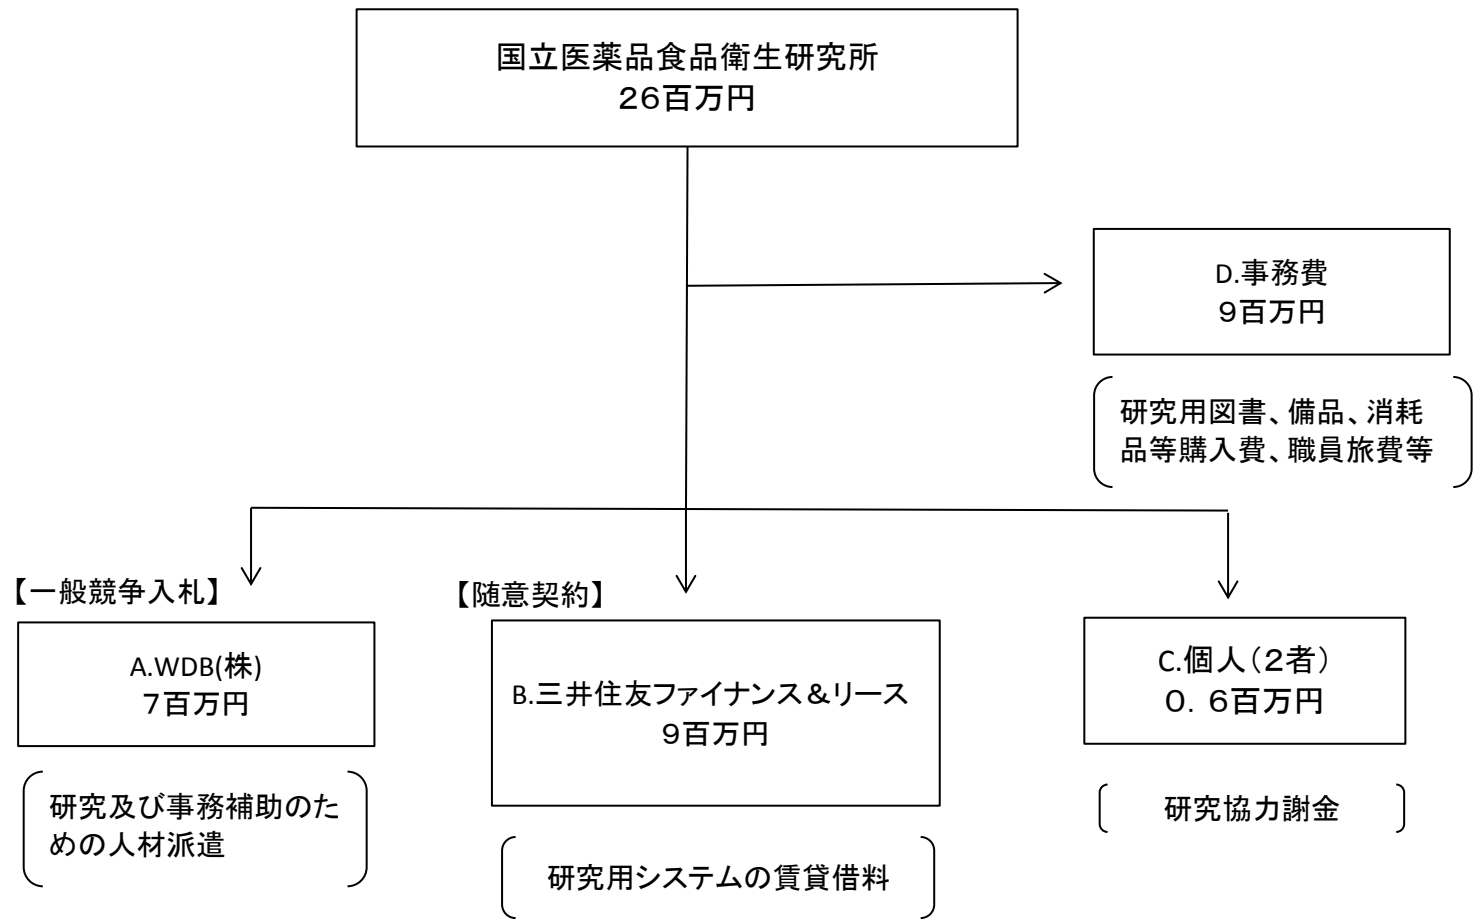 国立医薬品食品衛生研究所
２６百万円
D.事務費
９百万円
研究用図書、備品、消耗
品等購入費、職員旅費等
【一般競争入札】
A.WDB(株)
７百万円
研究及び事務補助のた
めの人材派遣
【随意契約】
B.三井住友ファイナンス＆リース
９百万円
研究用システムの賃貸借料
C.個人（２者）
０．６百万円
研究協力謝金